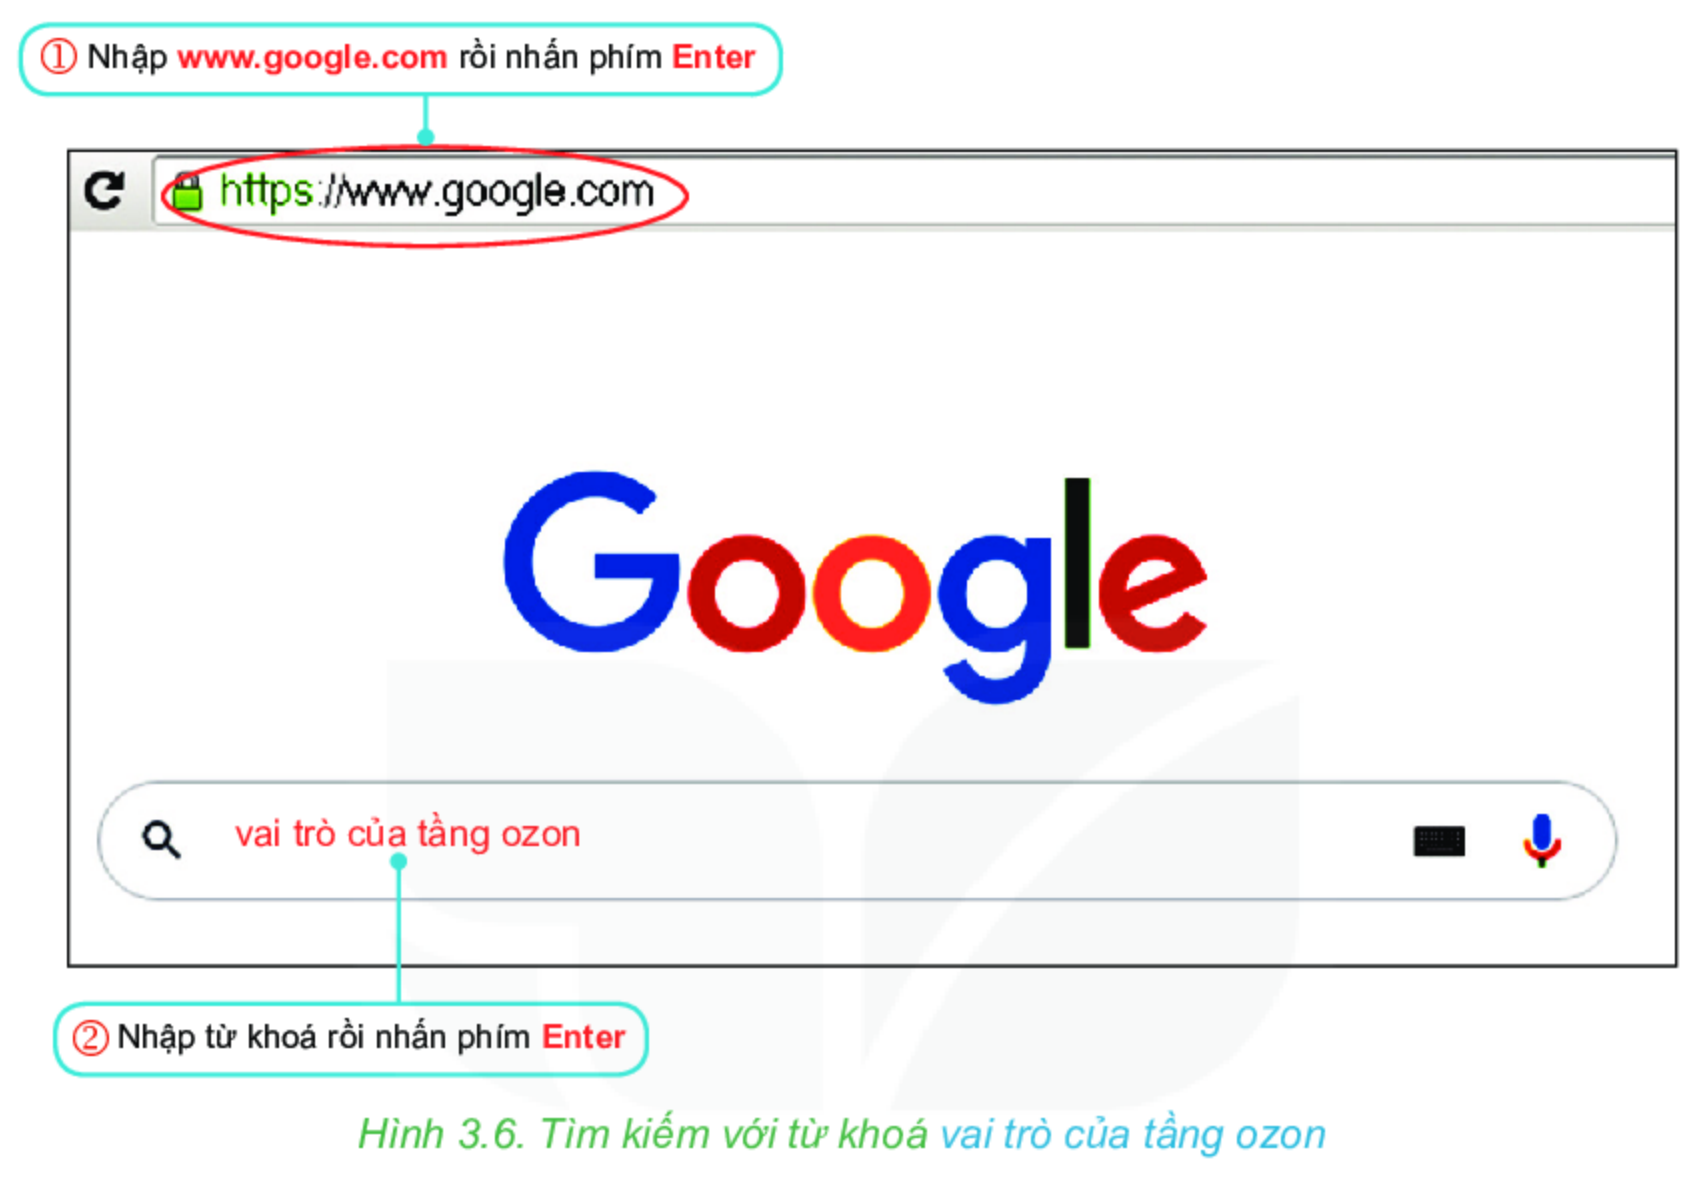 ① Nhập www.google.com rồi nhấn phím Enter
https://www.google.com
Google
vai trò của tầng ozon
② Nhập từ khoá rồi nhấn phím Enter
Hình 3.6. Tìm kiếm với từ khoá vai trò của tầng ozon